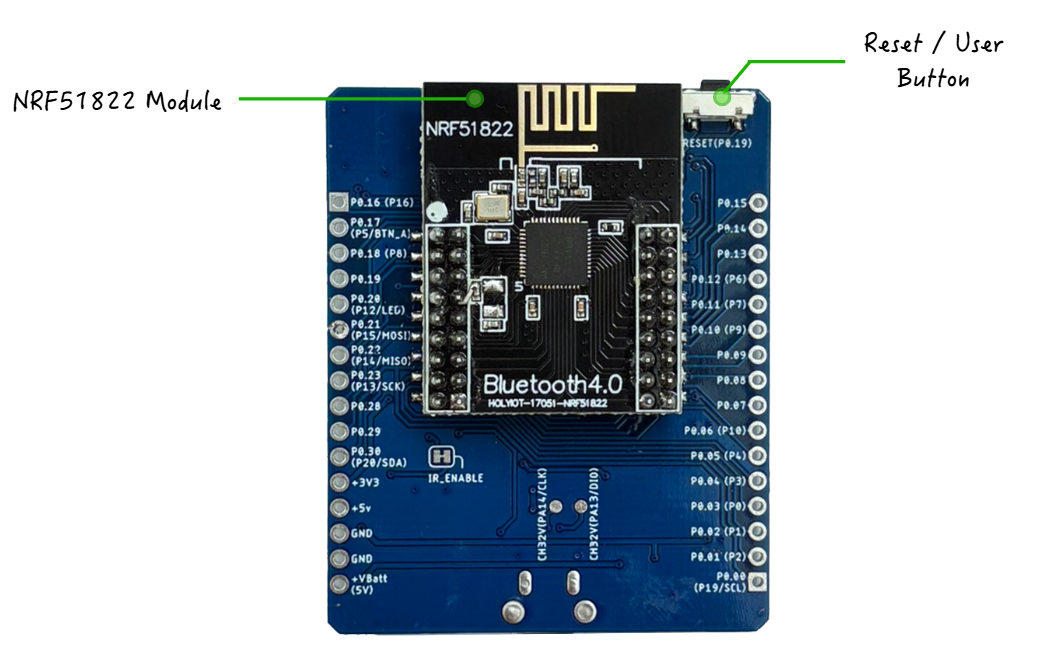 Reset / User
Button
NRF51822 Module
NRF51822
RESET(P0.19)
P0.16 (P16)
P0.17
(P5/BTN_A)
P0.18 (P8)
P0.19
P0.20
(P12/LED)
P0.21
(P15/MOSI)
P0.22
(P14/MISO)
P0.23
(P13/SCK)
P0.28
P0.29
P0.30
(P20/SDA)
+3V3
+5v
GND
GND
+VBatt
(5V)
5
Bluetooth4.0
HOLYIOT-17051-NRF51822
IR_ENABLE
CH32V(PA14/CLK)
CH32V(PA13/DIO)
P0.15
P0.14
P0.13
P0.12 (P6)
P0.11 (P7)
P0.10 (P9)
P0.09
P0.08
P0.07
P0.06 (P10)
P0.05 (P4)
P0.04 (P3)
P0.03 (P0)
P0.02 (P1)
P0.01 (P2)
P0.00
(P19/SCL)